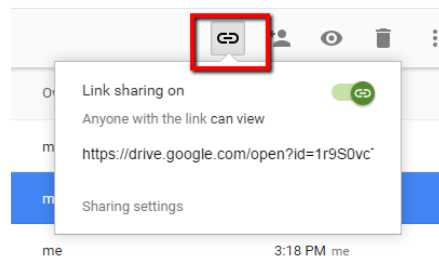 Link sharing on
Anyone with the link can view
https://drive.google.com/open?id=1r9S0vc
Sharing settings
me 3:18 PM me